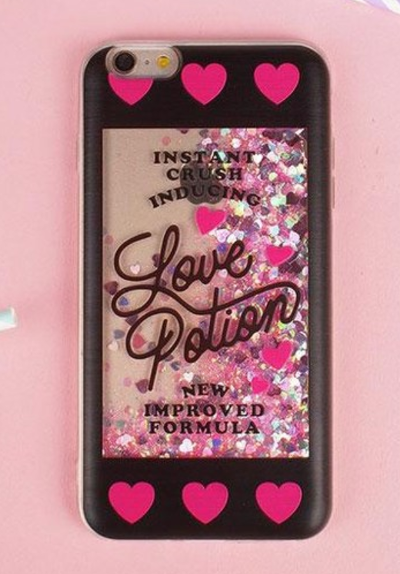 INSTANT
CRUSH
INDUCING
Love
Potion
NEW
IMPROVED
FORMULA